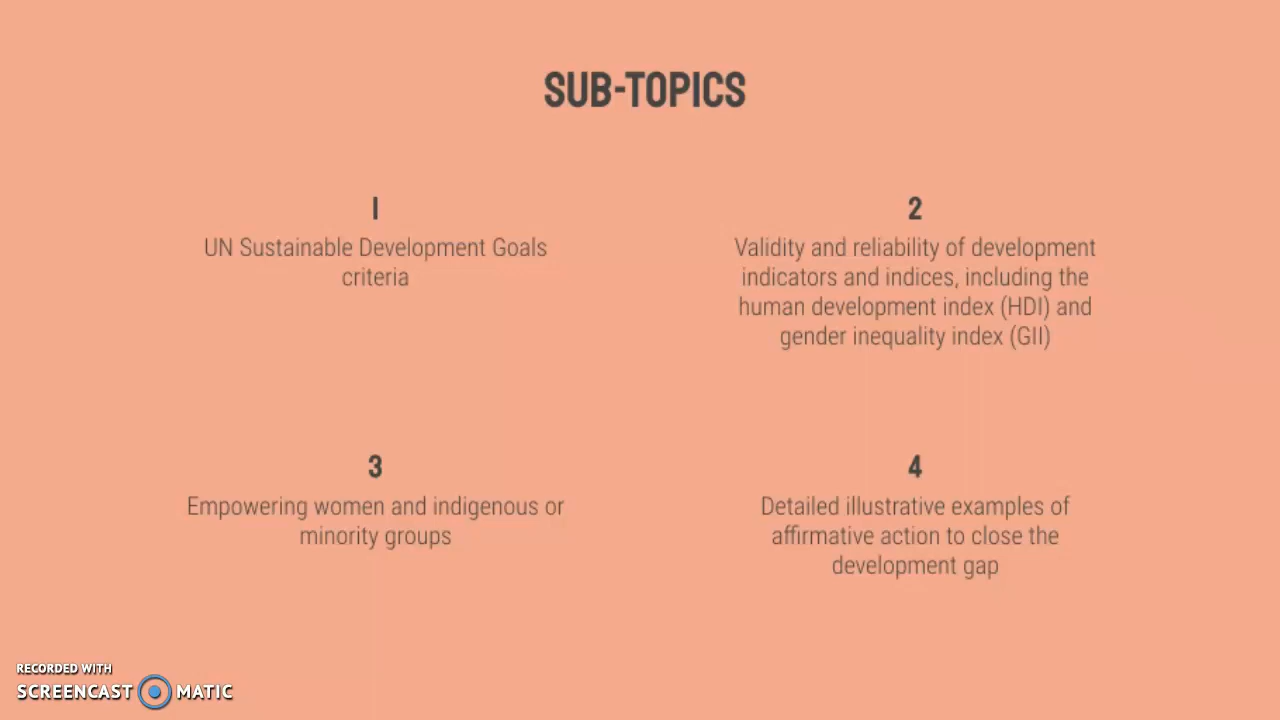 SUB-TOPICS
1
UN Sustainable Development Goals
criteria
2
Validity and reliability of development
indicators and indices, including the
human development index (HDI) and
gender inequality index (GII)
3
Empowering women and indigenous or
minority groups
4
Detailed illustrative examples of
affirmative action to close the
development gap
RECORDED WITH
SCREENCAST MATIC